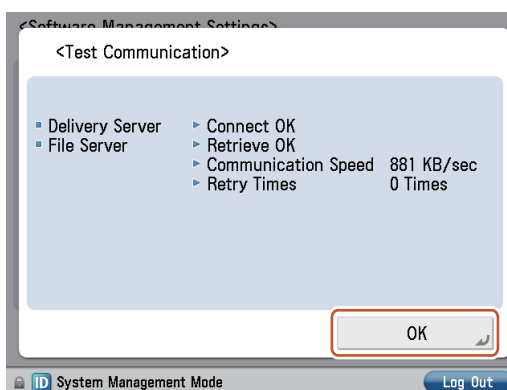 <Software Management Settings>
<Test Communication>
Delivery Server ▸ Connect OK
File Server ▸ Retrieve OK
▸ Communication Speed 881 KB/sec
▸ Retry Times 0 Times
OK
ID System Management Mode Log Out